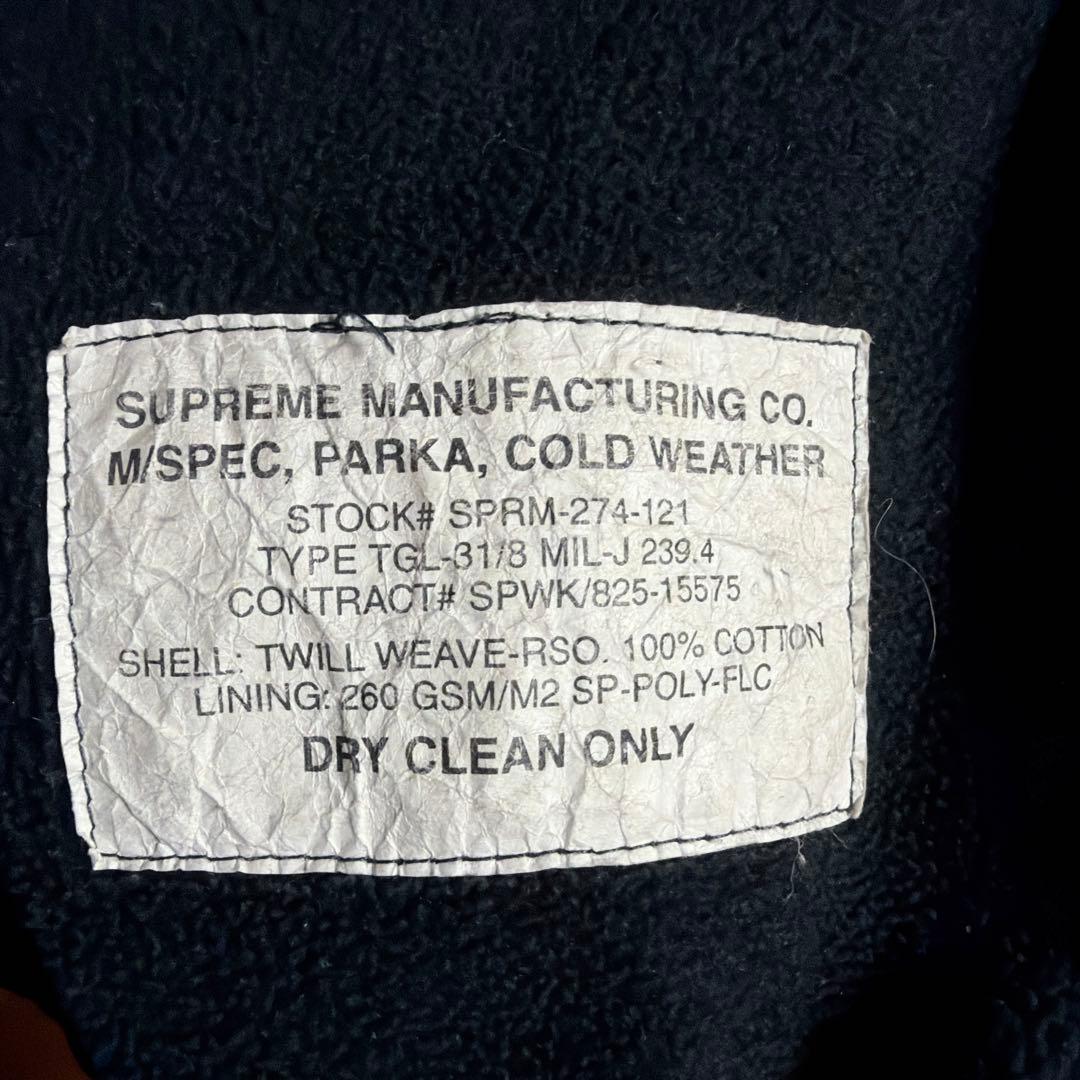 SUPREME MANUFACTURING CO.
M/SPEC, PARKA, COLD WEATHER
STOCK# SPRM-274-121
TYPE TGL-31/8 MIL-J 239.4
CONTRACT# SPWK/825-15575
SHELL: TWILL WEAVE-RSO. 100% COTTON
LINING: 260 GSM/M2 SP-POLY-FLC
DRY CLEAN ONLY